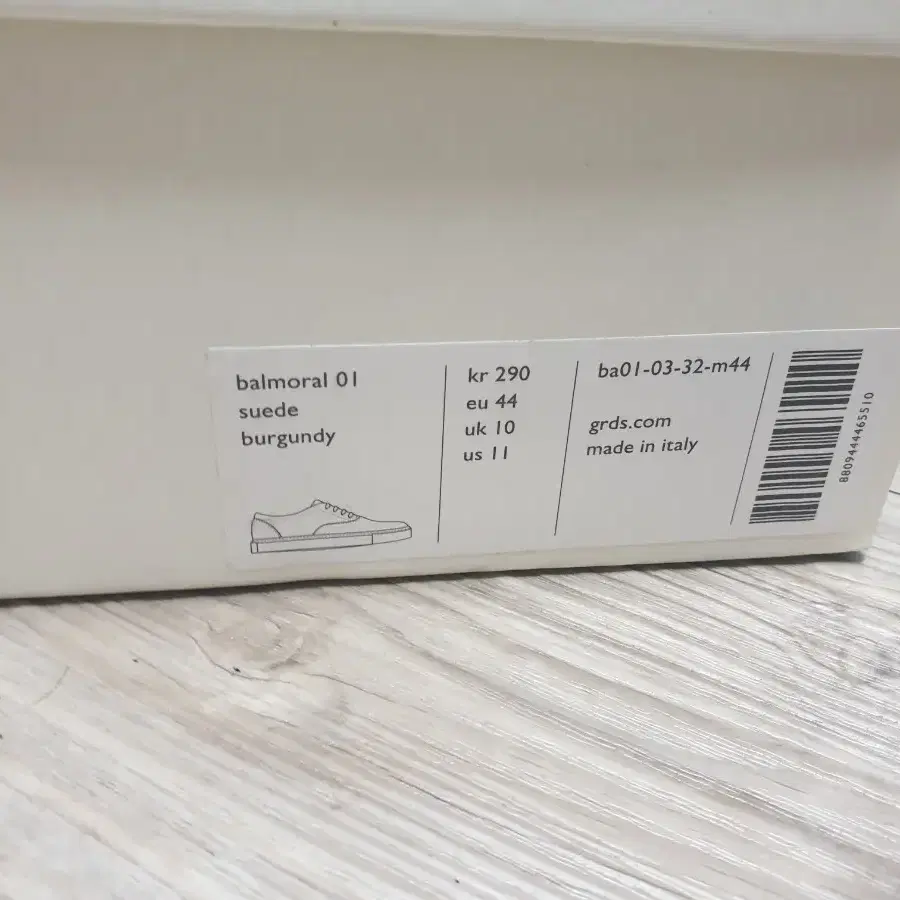 balmoral 01
suede
burgundy
kr 290
eu 44
uk 10
us 11
ba01-03-32-m44
grds.com
made in italy
8809444465510